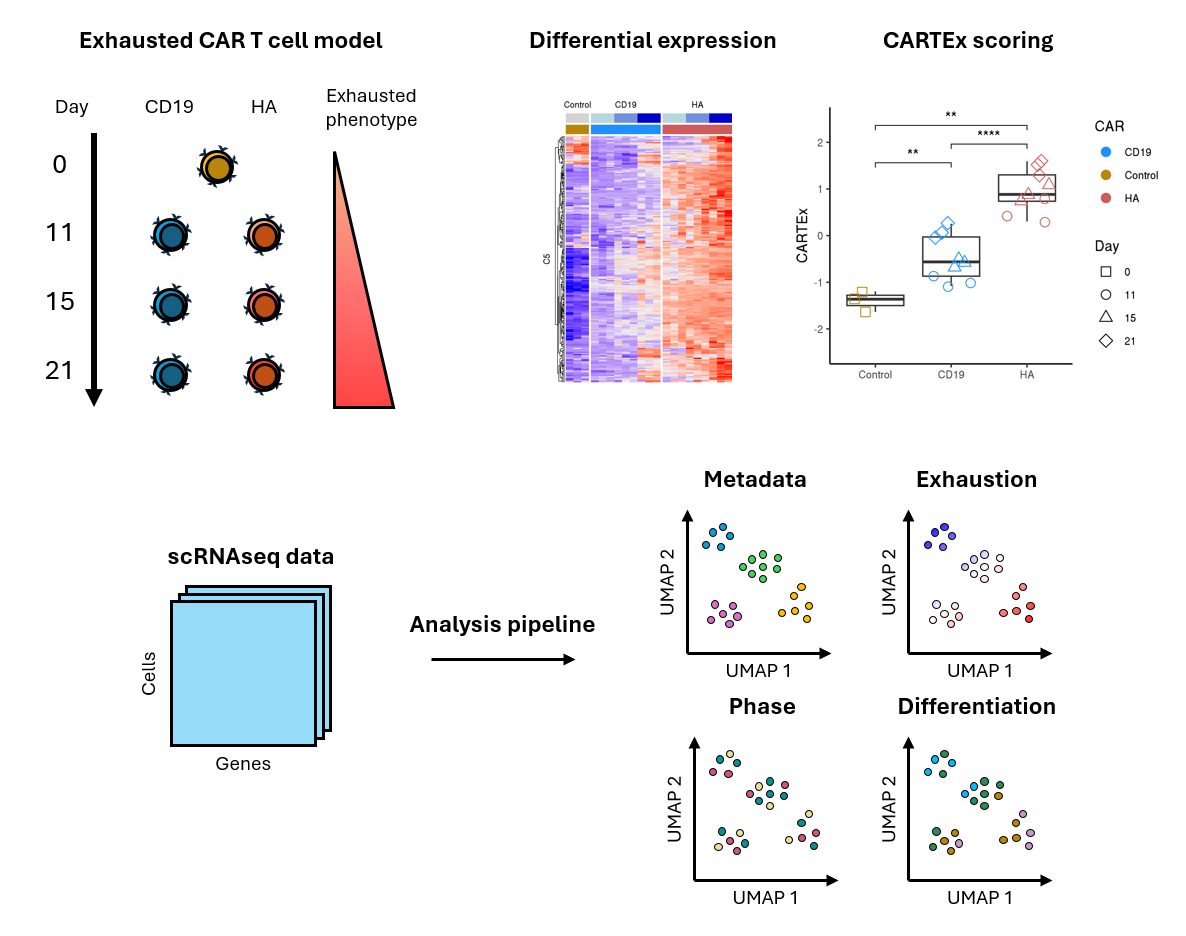 Exhausted CAR T cell model
Day
CD19
HA
Exhausted
phenotype
0
11
15
21
Differential expression
Control
CD19
HA
C5
CARTEx scoring
**
****
**
CARTEx
2
1
0
-1
-2
Control
CD19
HA
CAR
CD19
Control
HA
Day
0
11
15
21
scRNAseq data
Cells
Genes
Analysis pipeline
Metadata
UMAP 2
UMAP 1
Exhaustion
UMAP 2
UMAP 1
Phase
UMAP 2
UMAP 1
Differentiation
UMAP 2
UMAP 1